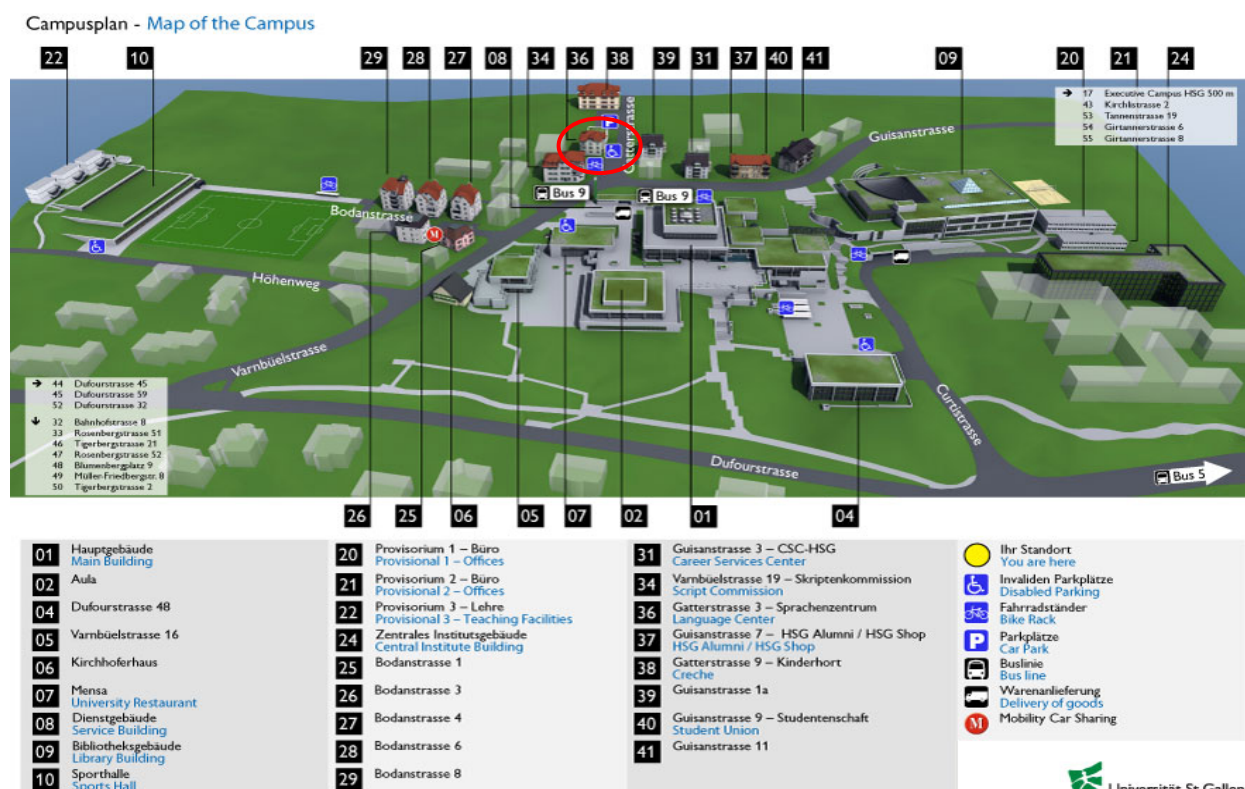 Campusplan - Map of the Campus
22 10 29 28 27 08 34 36 38 39 31 37 40 41 09 20 21 24
→ 17 Executive Campus HSG 500 m
43 Kirchlistrasse 2
53 Tannenstrasse 19
54 Girtannerstrasse 6
55 Girtannerstrasse 8
Gatterstrasse
Guisanstrasse
P
Bus 9
Bus 9
Bodanstrasse
M
Höhenweg
Varnbüelstrasse
Curtistrasse
Dufourstrasse
Bus 5
→ 44 Dufourstrasse 45
45 Dufourstrasse 59
52 Dufourstrasse 32
↓ 32 Bahnhofstrasse 8
33 Rosenbergstrasse 51
46 Tigerbergstrasse 21
47 Rosenbergstrasse 52
48 Blumenbergplatz 9
49 Müller-Friedbergstr. 8
50 Tigerbergstrasse 2
26 25 06 05 07 02 01 04
01 Hauptgebäude
Main Building
02 Aula
04 Dufourstrasse 48
05 Varnbüelstrasse 16
06 Kirchhoferhaus
07 Mensa
University Restaurant
08 Dienstgebäude
Service Building
09 Bibliotheksgebäude
Library Building
10 Sporthalle
Sports Hall
20 Provisorium 1 – Büro
Provisional 1 – Offices
21 Provisorium 2 – Büro
Provisional 2 – Offices
22 Provisorium 3 – Lehre
Provisional 3 – Teaching Facilities
24 Zentrales Institutsgebäude
Central Institute Building
25 Bodanstrasse 1
26 Bodanstrasse 3
27 Bodanstrasse 4
28 Bodanstrasse 6
29 Bodanstrasse 8
31 Guisanstrasse 3 – CSC-HSG
Career Services Center
34 Varnbüelstrasse 19 – Skriptenkommission
Script Commission
36 Gatterstrasse 3 – Sprachenzentrum
Language Center
37 Guisanstrasse 7 – HSG Alumni / HSG Shop
HSG Alumni / HSG Shop
38 Gatterstrasse 9 – Kinderhort
Creche
39 Guisanstrasse 1a
40 Guisanstrasse 9 – Studentenschaft
Student Union
41 Guisanstrasse 11
Ihr Standort
You are here
Invaliden Parkplätze
Disabled Parking
Fahrradständer
Bike Rack
P Parkplätze
Car Park
Buslinie
Bus line
Warenanlieferung
Delivery of goods
M Mobility Car Sharing
Universität St.Gallen